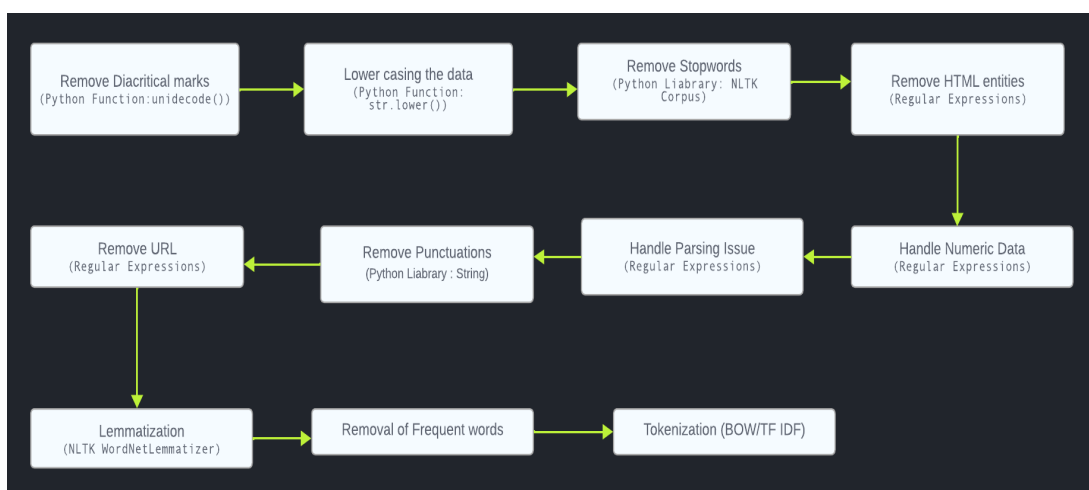 Remove Diacritical marks
(Python Function:unidecode())
Lower casing the data
(Python Function:
str.lower())
Remove Stopwords
(Python Liabrary: NLTK
Corpus)
Remove HTML entities
(Regular Expressions)
Handle Numeric Data
(Regular Expressions)
Handle Parsing Issue
(Regular Expressions)
Remove Punctuations
(Python Liabrary : String)
Remove URL
(Regular Expressions)
Lemmatization
(NLTK WordNetLemmatizer)
Removal of Frequent words
Tokenization (BOW/TF IDF)